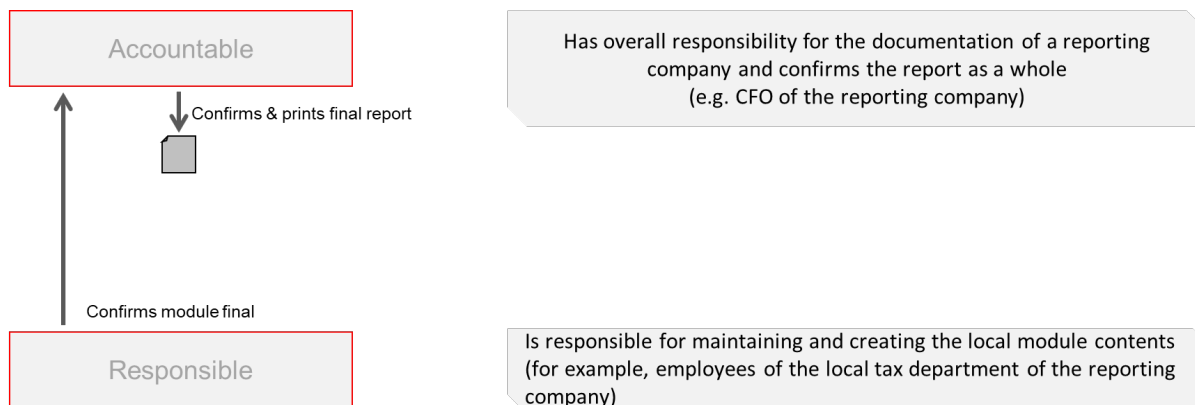 Accountable
Has overall responsibility for the documentation of a reporting
company and confirms the report as a whole
(e.g. CFO of the reporting company)
Confirms & prints final report
Confirms module final
Responsible
Is responsible for maintaining and creating the local module contents
(for example, employees of the local tax department of the reporting
company)